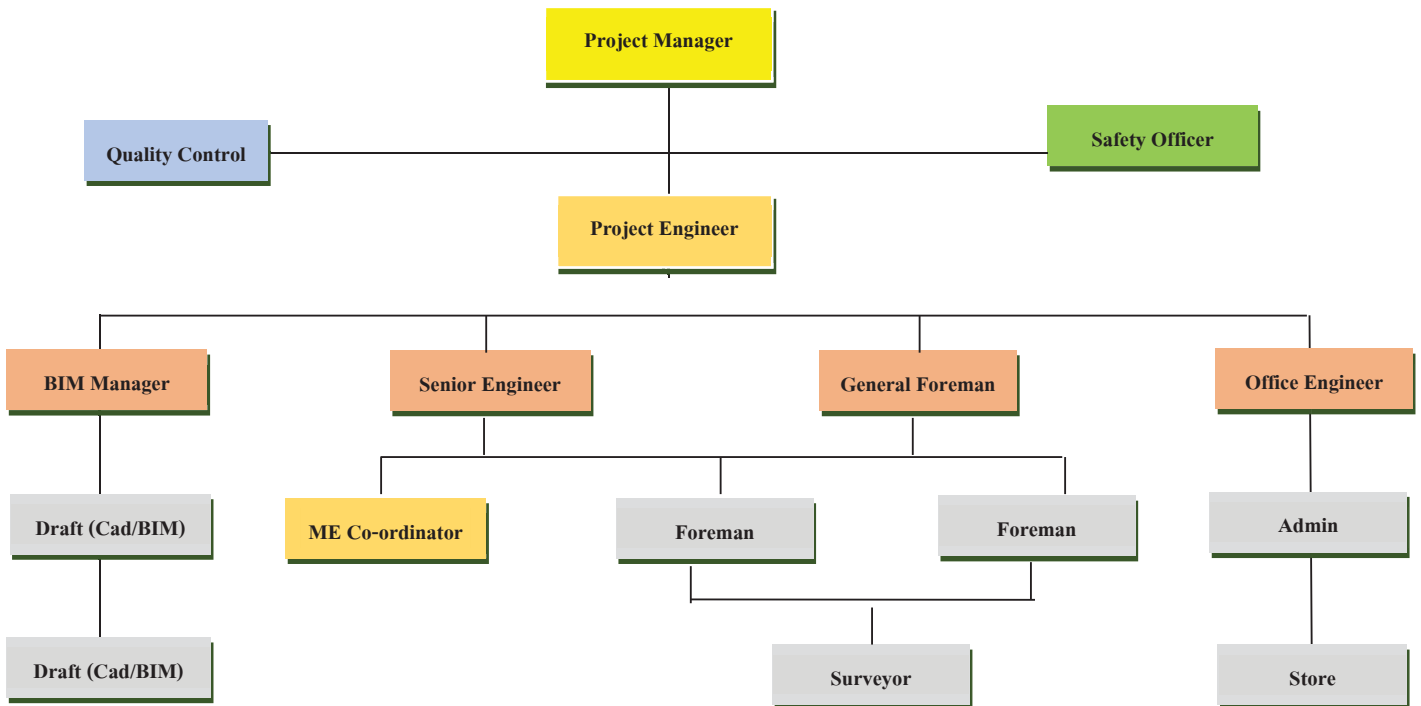 Project Manager
Quality Control
Safety Officer
Project Engineer
BIM Manager
Senior Engineer
General Foreman
Office Engineer
Draft (Cad/BIM)
ME Co-ordinator
Foreman
Foreman
Admin
Draft (Cad/BIM)
Surveyor
Store